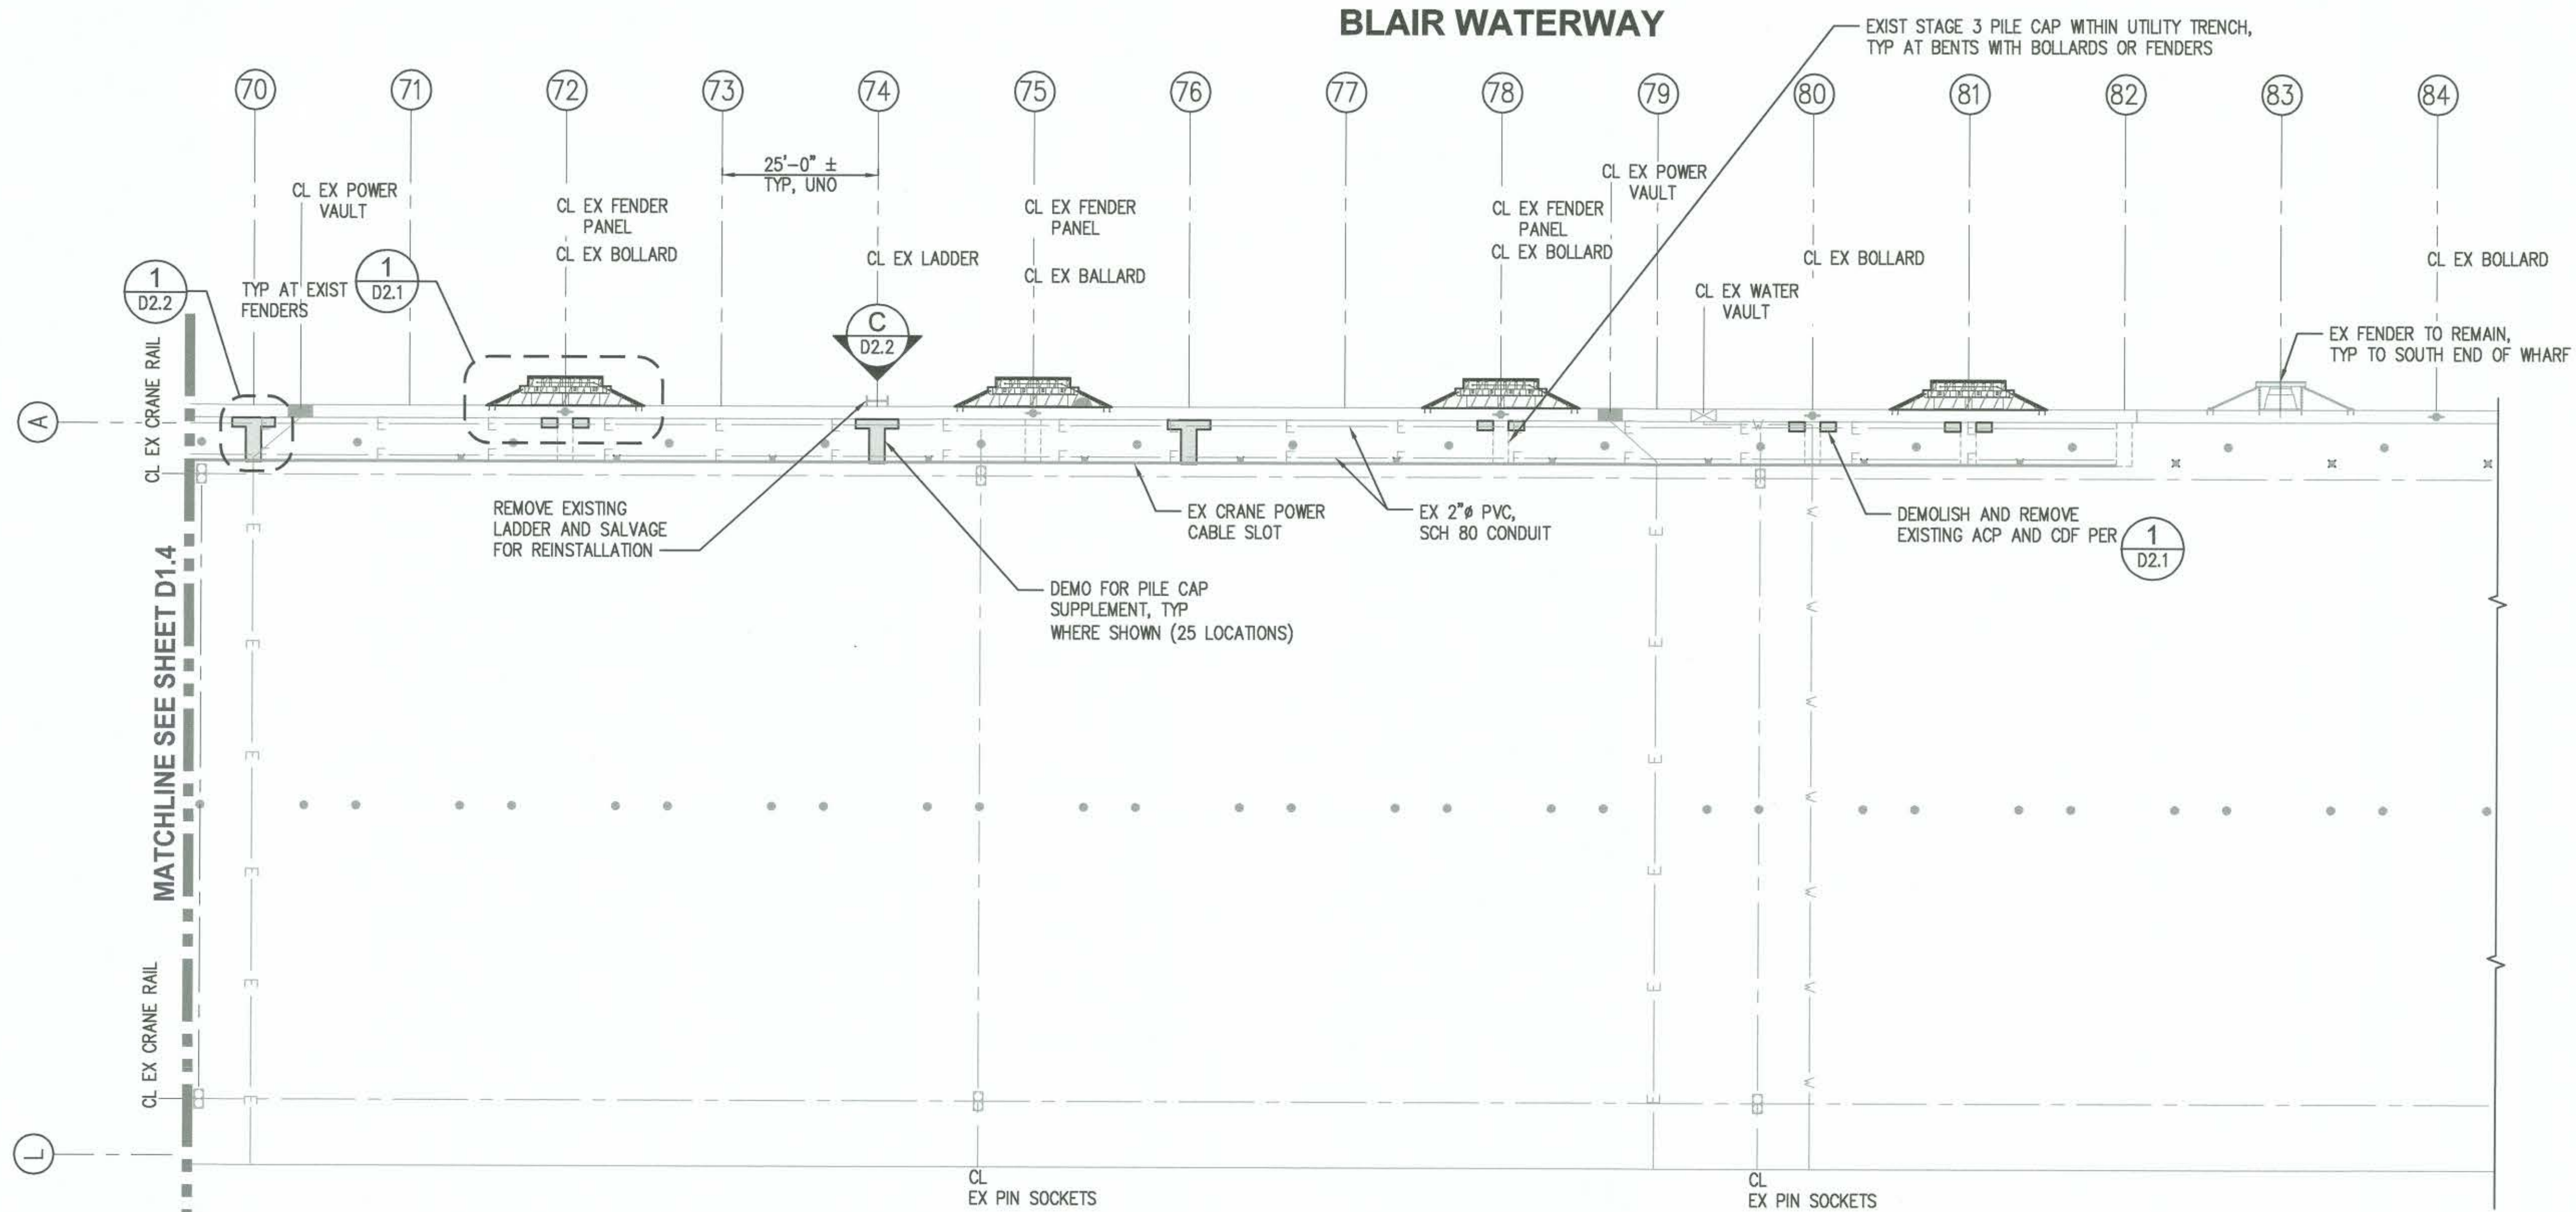 BLAIR WATERWAY
EXIST STAGE 3 PILE CAP WITHIN UTILITY TRENCH,
TYP AT BENTS WITH BOLLARDS OR FENDERS
70
71
72
73
74
75
76
77
78
79
80
81
82
83
84
25'-0" ±
TYP, UNO
CL EX POWER
VAULT
CL EX FENDER
PANEL
CL EX BOLLARD
CL EX LADDER
CL EX FENDER
PANEL
CL EX BALLARD
CL EX FENDER
PANEL
CL EX BOLLARD
CL EX POWER
VAULT
CL EX WATER
VAULT
CL EX BOLLARD
CL EX BOLLARD
1
D2.2
TYP AT EXIST
FENDERS
1
D2.1
C
D2.2
EX FENDER TO REMAIN,
TYP TO SOUTH END OF WHARF
A
CL EX CRANE RAIL
REMOVE EXISTING
LADDER AND SALVAGE
FOR REINSTALLATION
EX CRANE POWER
CABLE SLOT
EX 2"ø PVC,
SCH 80 CONDUIT
DEMOLISH AND REMOVE
EXISTING ACP AND CDF PER
1
D2.1
DEMO FOR PILE CAP
SUPPLEMENT, TYP
WHERE SHOWN (25 LOCATIONS)
MATCHLINE SEE SHEET D1.4
CL EX CRANE RAIL
L
CL
EX PIN SOCKETS
CL
EX PIN SOCKETS